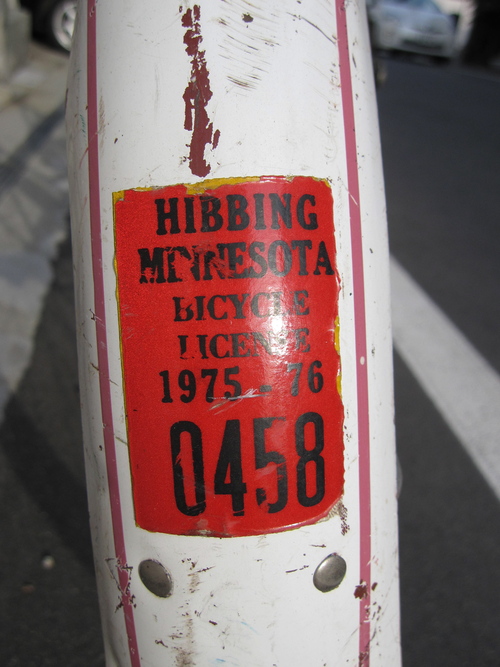 HIBBING
MINNESOTA
BICYCLE
LICENSE
1975 - 76
0458